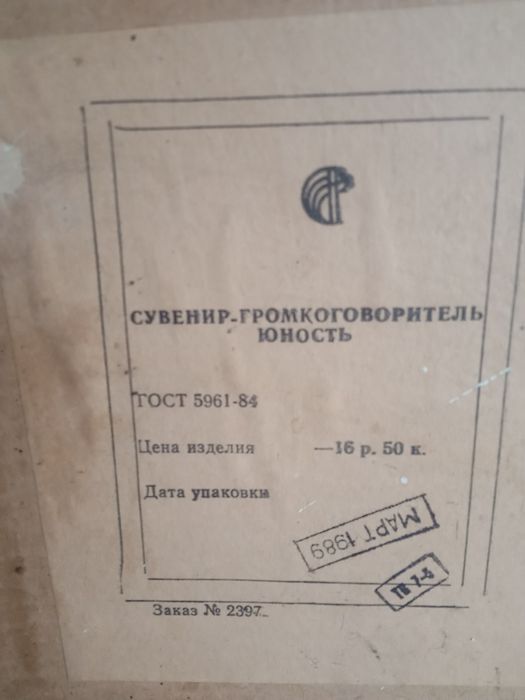 СУВЕНИР-ГРОМКОГОВОРИТЕЛЬ
ЮНОСТЬ
ГОСТ 5961-84
Цена изделия —16 р. 50 к.
Дата упаковки
МАРТ 1989
Заказ № 2397